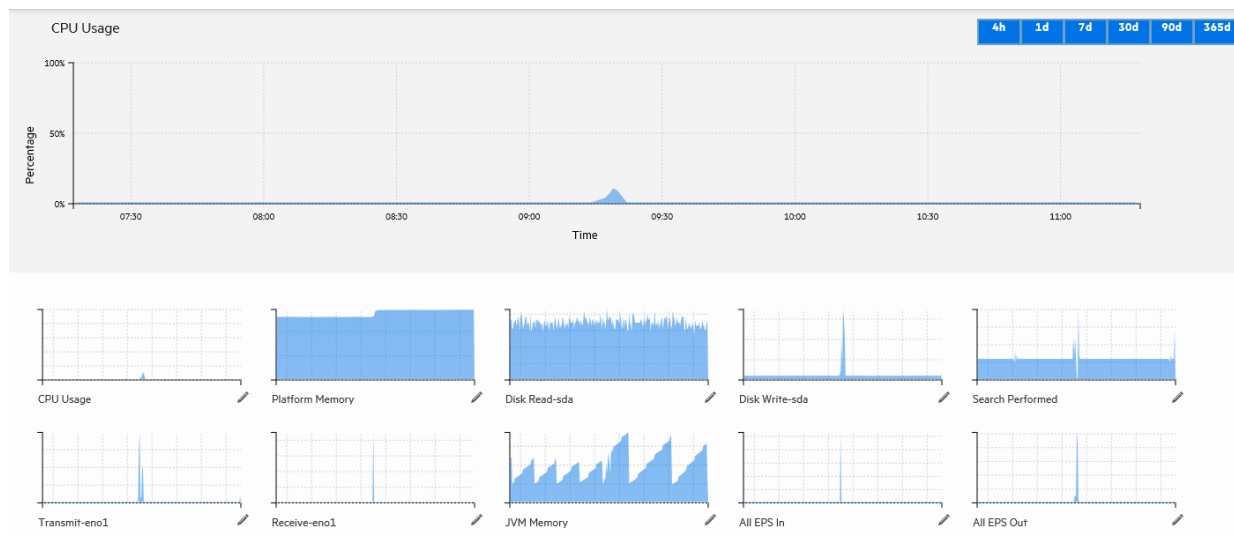 CPU Usage
4h 1d 7d 30d 90d 365d
100%
50%
0%
Percentage
07:30 08:00 08:30 09:00 09:30 10:00 10:30 11:00
Time
CPU Usage Platform Memory Disk Read-sda Disk Write-sda Search Performed
Transmit-eno1 Receive-eno1 JVM Memory All EPS In All EPS Out